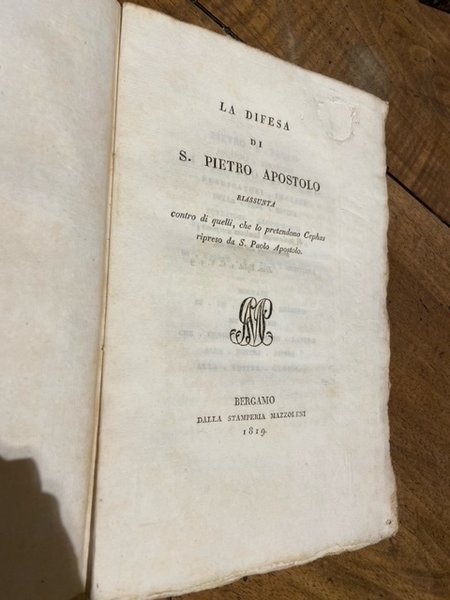 LA DIFESA
DI
S. PIETRO APOSTOLO
RIASSUNTA
contro di quelli, che lo pretendono Cephas
ripreso da S. Paolo Apostolo.
BERGAMO
DALLA STAMPERIA MAZZOLENI
1819.